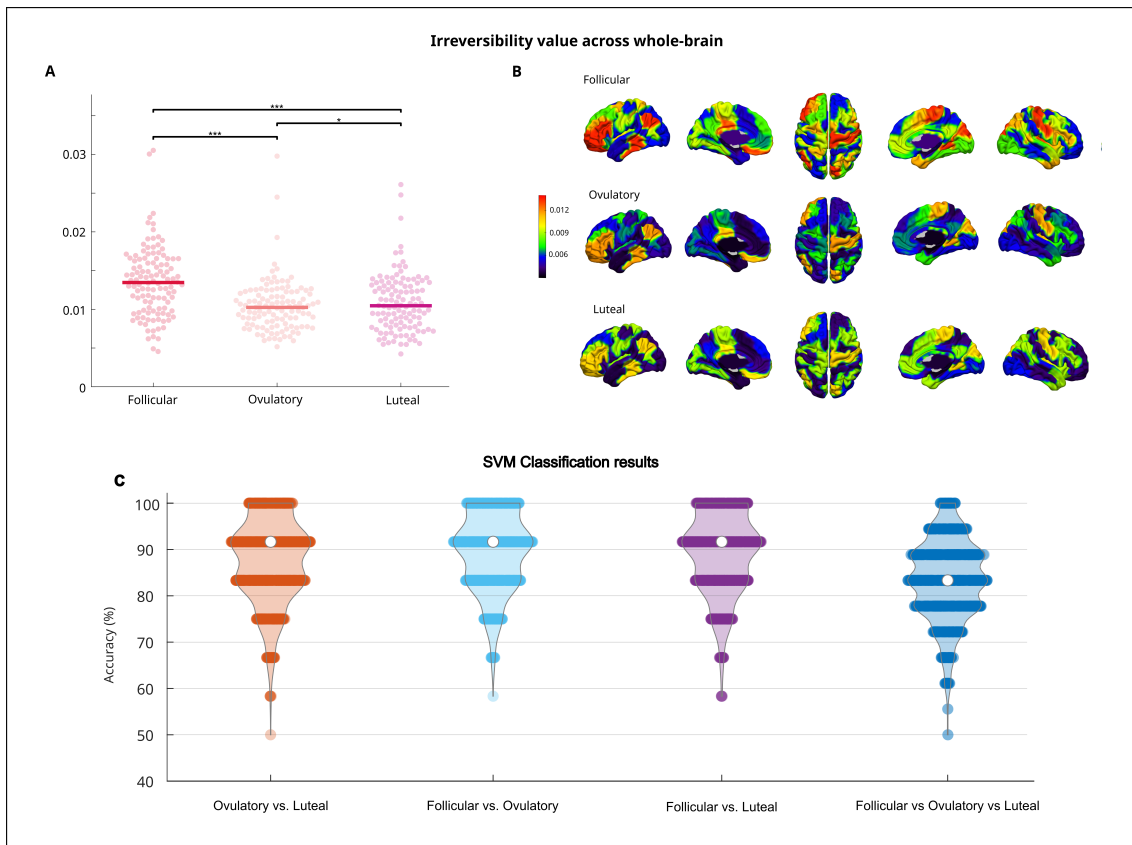 Irreversibility value across whole-brain
A
B
***
***
*
0.03
0.02
0.01
0
Follicular
Ovulatory
Luteal
Follicular
Ovulatory
0.012
0.009
0.006
Luteal
SVM Classification results
C
Accuracy (%)
100
90
80
70
60
50
40
Ovulatory vs. Luteal
Follicular vs. Ovulatory
Follicular vs. Luteal
Follicular vs Ovulatory vs Luteal